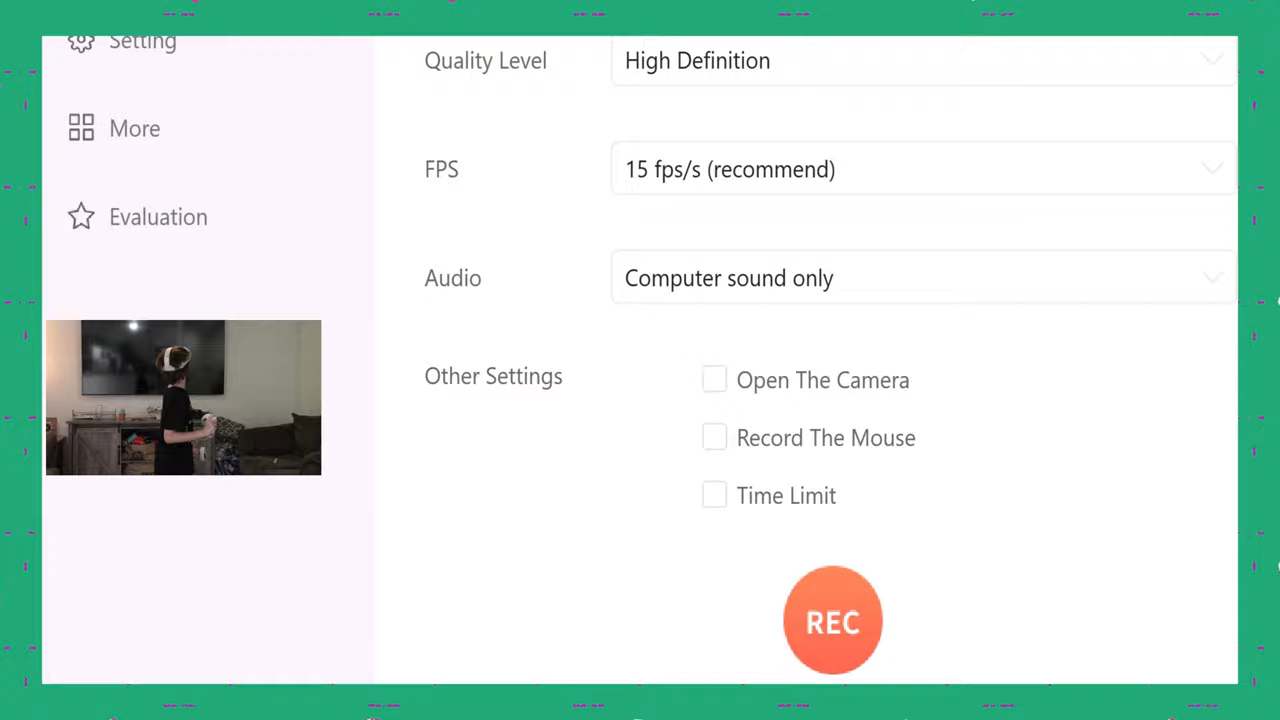 Setting
More
Evaluation
Quality Level
High Definition
FPS
15 fps/s (recommend)
Audio
Computer sound only
Other Settings
Open The Camera
Record The Mouse
Time Limit
REC